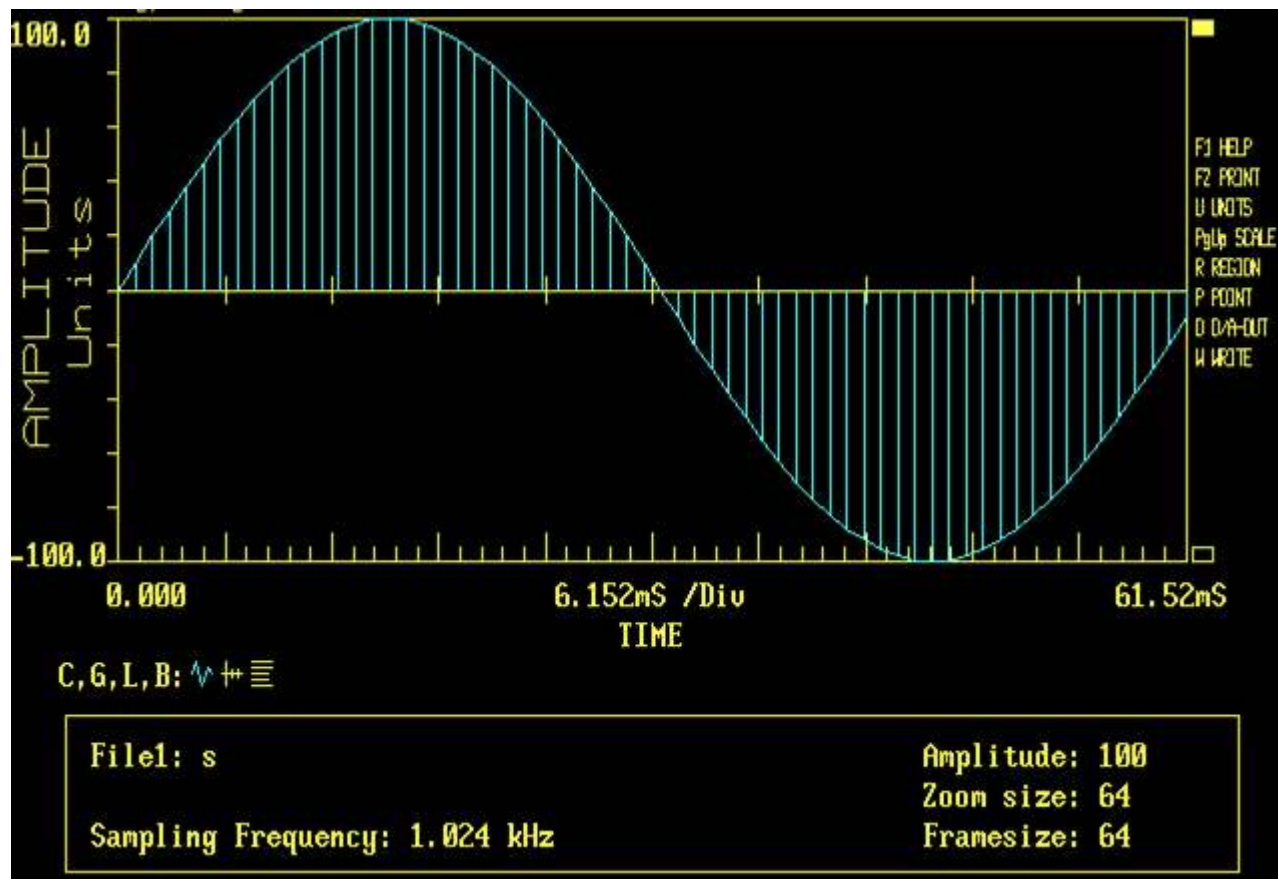 100.0
AMPLITUDE
Units
-100.0
0.000
6.152mS /Div
61.52mS
TIME
F1 HELP
F2 PRINT
U UNITS
PgUp SCALE
R REGION
P POINT
D D/A-OUT
W WRITE
C,G,L,B:
File1: s
Amplitude: 100
Zoom size: 64
Sampling Frequency: 1.024 kHz
Framesize: 64